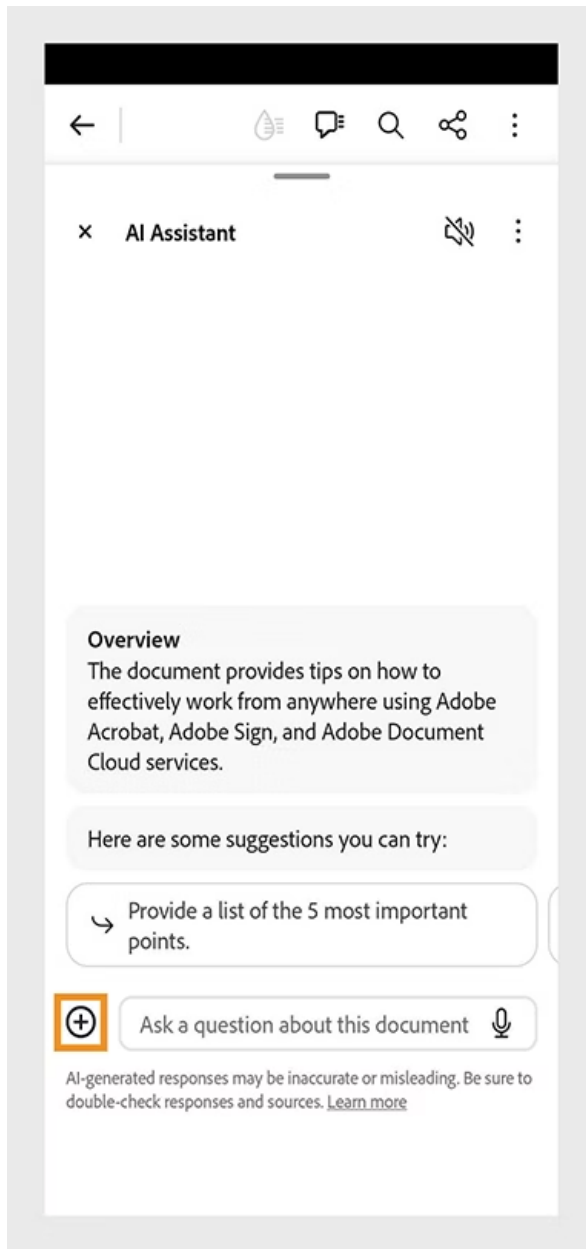 AI Assistant
Overview
The document provides tips on how to
effectively work from anywhere using Adobe
Acrobat, Adobe Sign, and Adobe Document
Cloud services.
Here are some suggestions you can try:
Provide a list of the 5 most important
points.
Ask a question about this document
AI-generated responses may be inaccurate or misleading. Be sure to
double-check responses and sources. Learn more